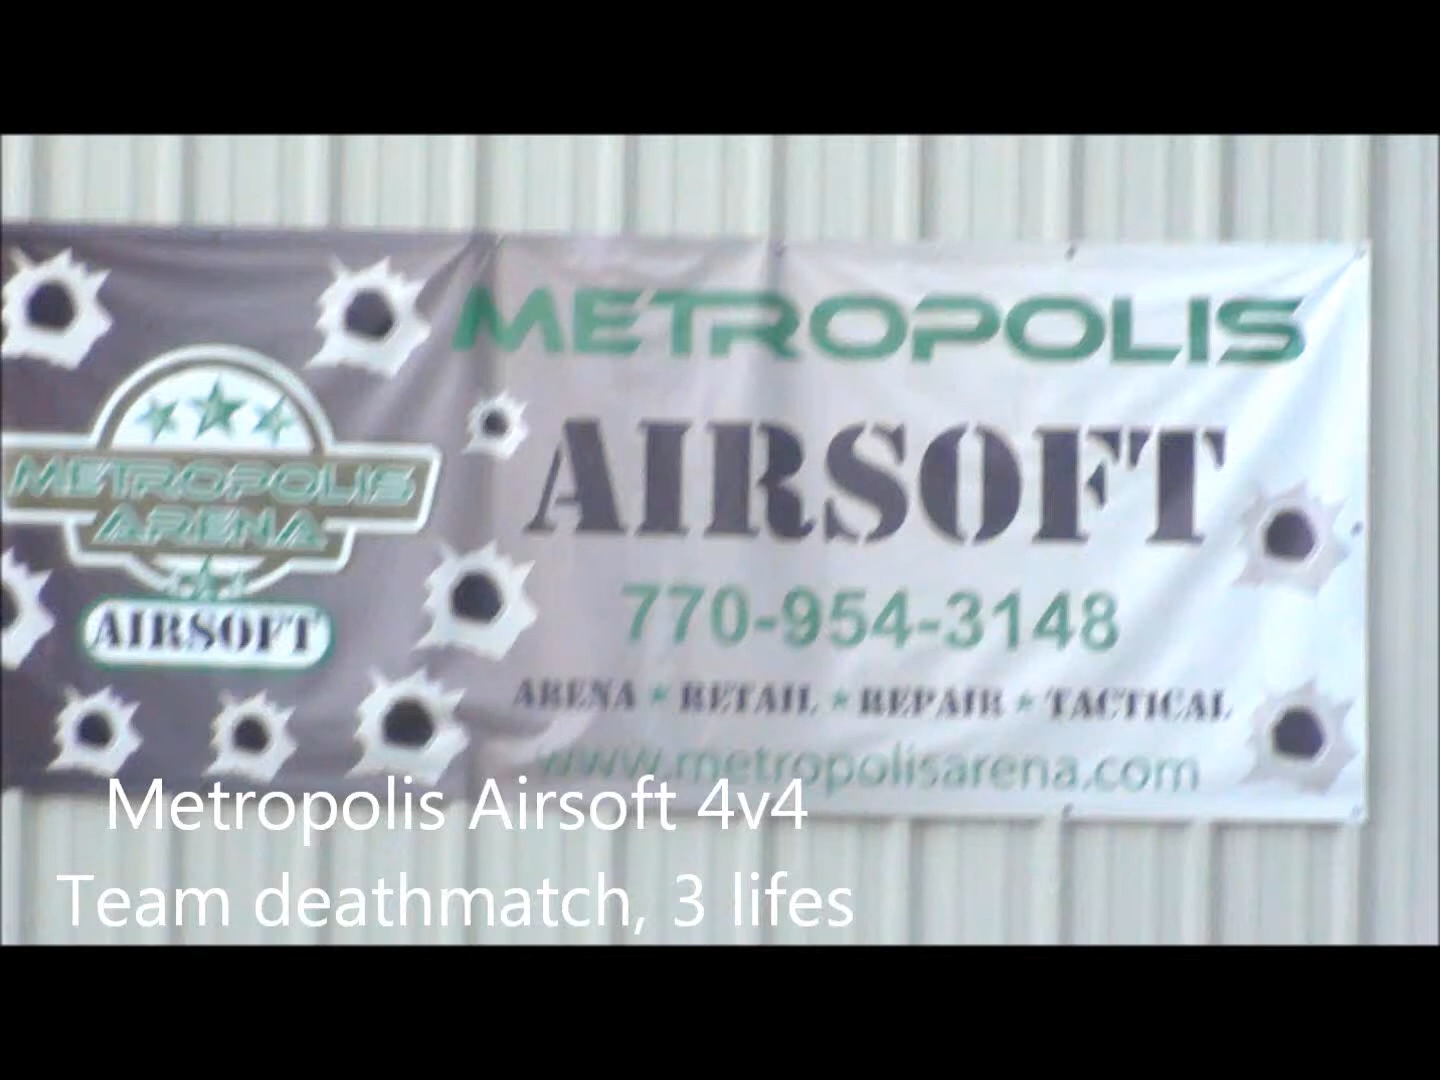 METROPOLIS
AIRSOFT
770-954-3148
ARENA * RETAIL * REPAIR * TACTICAL
www.metropolisarena.com
METROPOLIS
ARENA
AIRSOFT
Metropolis Airsoft 4v4
Team deathmatch, 3 lifes